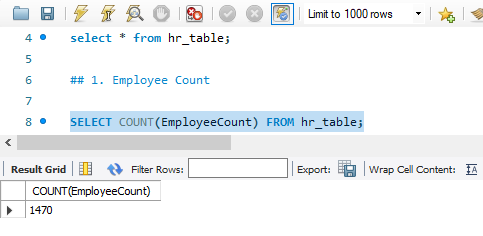 Limit to 1000 rows
4 select * from hr_table;
5
6 ## 1. Employee Count
7
8 SELECT COUNT(EmployeeCount) FROM hr_table;
Result Grid Filter Rows: Export: Wrap Cell Content: IA
COUNT(EmployeeCount)
1470